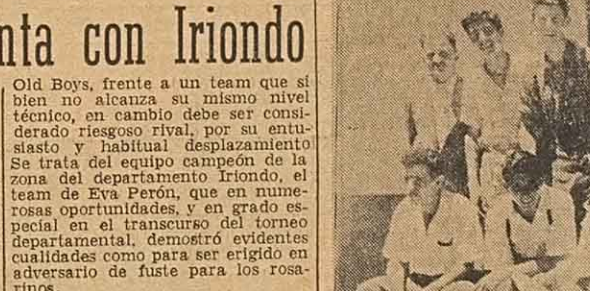 nta con Iriondo
Old Boys, frente a un team que si
bien no alcanza su mismo nivel
técnico, en cambio debe ser consi-
derado riesgoso rival, por su entu-
siasto y habitual desplazamiento
Se trata del equipo campeón de la
zona del departamento Iriondo, el
team de Eva Perón, que en nume-
rosas oportunidades, y en grado es-
pecial en el transcurso del torneo
departamental, demostró evidentes
cualidades como para ser erigido en
adversario de fuste para los rosa-
rinos